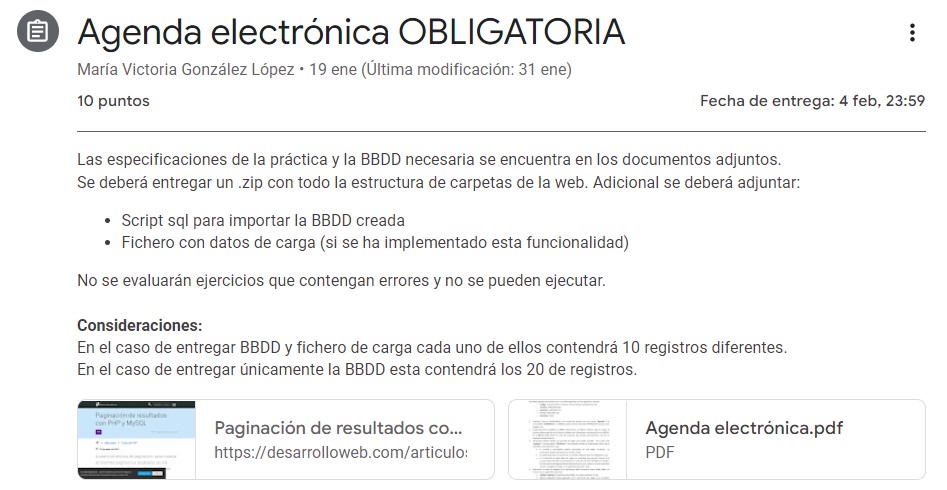 Agenda electrónica OBLIGATORIA
María Victoria González López • 19 ene (Última modificación: 31 ene)
10 puntos
Fecha de entrega: 4 feb, 23:59
Las especificaciones de la práctica y la BBDD necesaria se encuentra en los documentos adjuntos.
Se deberá entregar un .zip con todo la estructura de carpetas de la web. Adicional se deberá adjuntar:
• Script sql para importar la BBDD creada
• Fichero con datos de carga (si se ha implementado esta funcionalidad)
No se evaluarán ejercicios que contengan errores y no se pueden ejecutar.
Consideraciones:
En el caso de entregar BBDD y fichero de carga cada uno de ellos contendrá 10 registros diferentes.
En el caso de entregar únicamente la BBDD esta contendrá los 20 de registros.
Paginación de resultados con PHP y MySQL
Paginación de resultados co...
https://desarrolloweb.com/articulo
Agenda electrónica.pdf
PDF